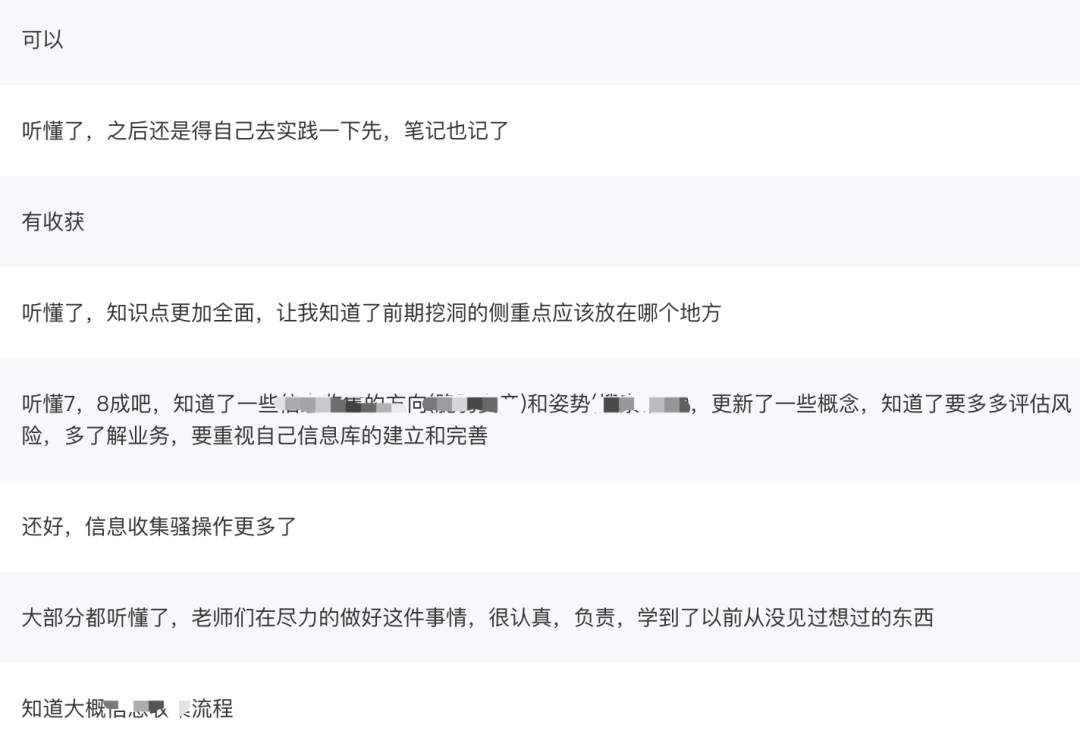 可以
听懂了，之后还是得自己去实践一下先，笔记也记了
有收获
听懂了，知识点更加全面，让我知道了前期挖洞的侧重点应该放在哪个地方
听懂7，8成吧，知道了一些的方向()和姿势(，更新了一些概念，知道了要多多评估风
险，多了解业务，要重视自己信息库的建立和完善
还好，信息收集骚操作更多了
大部分都听懂了，老师们在尽力的做好这件事情，很认真，负责，学到了以前从没见过想过的东西
知道大概流程